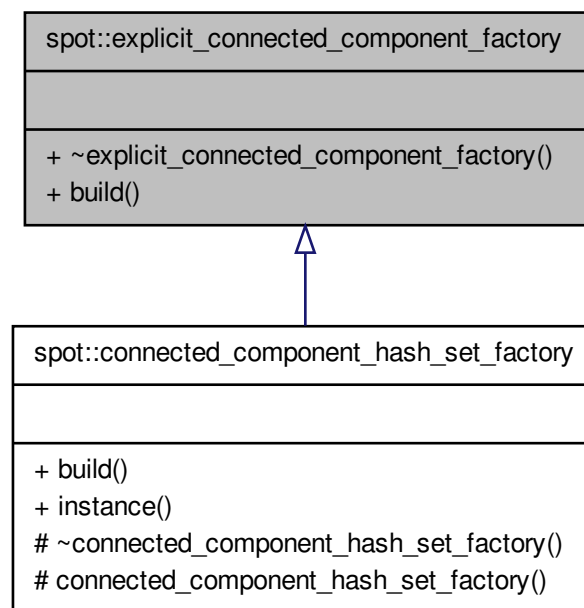 spot::explicit_connected_component_factory
+ ~explicit_connected_component_factory()
+ build()
spot::connected_component_hash_set_factory
+ build()
+ instance()
# ~connected_component_hash_set_factory()
# connected_component_hash_set_factory()